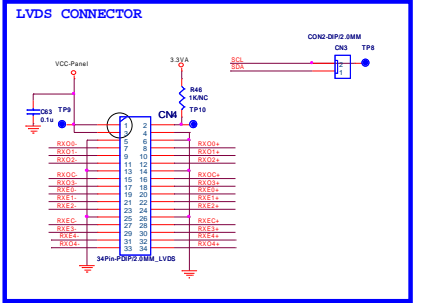 LVDS CONNECTOR
CON2-DIP/2.0MM
CN3
TP8
SCL
SDA
2
1
VCC-Panel
3.3VA
R46
1K/NC
C63
0.1u
TP9
CN4
TP10
1 2
3 4
5 6
RXO0- 7 8 RXO0+
RXO1- 9 10 RXO1+
RXO2- 11 12 RXO2+
13 14
RXOC- 15 16 RXOC+
RXO3- 17 18 RXO3+
RXE0- 19 20 RXE0+
RXE1- 21 22 RXE1+
RXE2- 23 24 RXE2+
25 26
RXEC- 27 28 RXEC+
RXE3- 29 30 RXE3+
RXE4- 31 32 RXE4+
RXO4- 33 34 RXO4+
34Pin-PDIP/2.0MM_LVDS